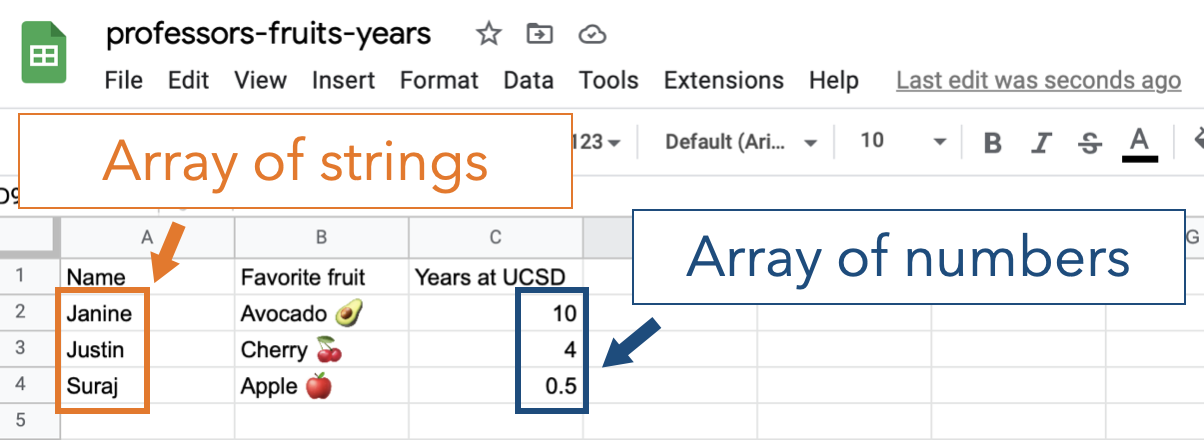 professors-fruits-years
File Edit View Insert Format Data Tools Extensions Help Last edit was seconds ago
Array of strings
123 Default (Ari... 10 B I S A
A B C G
Array of numbers
1 Name Favorite fruit Years at UCSD
2 Janine Avocado 🥑 10
3 Justin Cherry 🍒 4
4 Suraj Apple 🍎 0.5
5